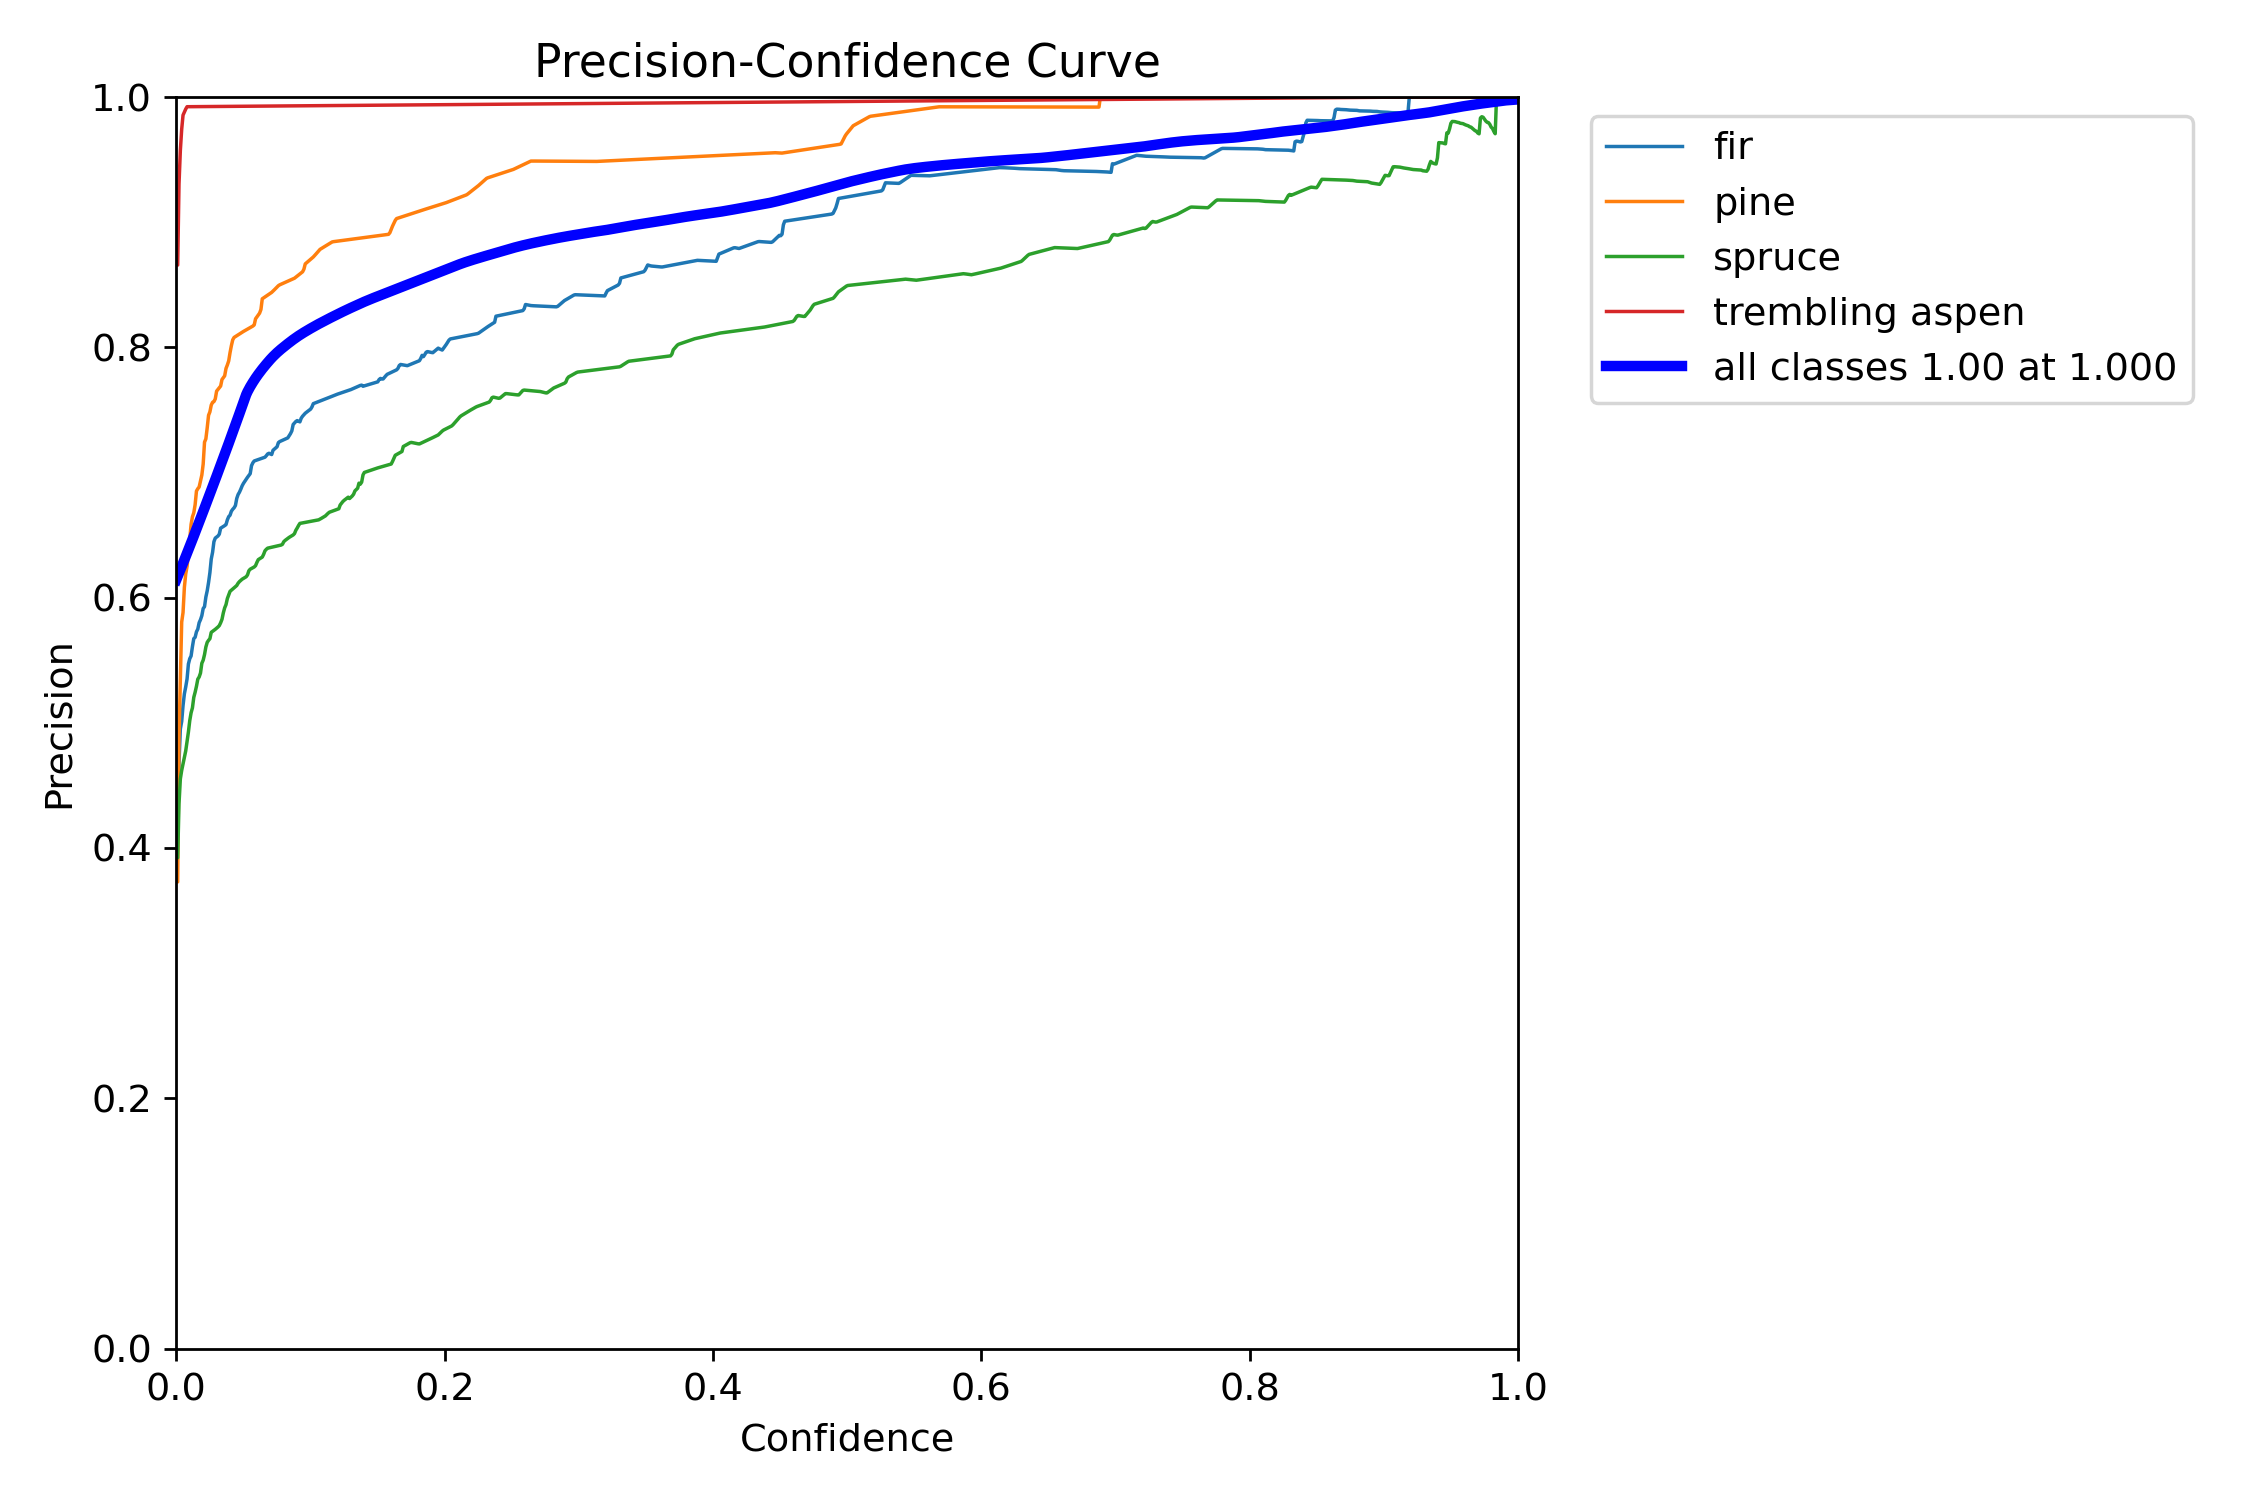 Precision-Confidence Curve
1.0
0.8
0.6
0.4
0.2
0.0
Precision
0.0 0.2 0.4 0.6 0.8 1.0
Confidence
fir
pine
spruce
trembling aspen
all classes 1.00 at 1.000